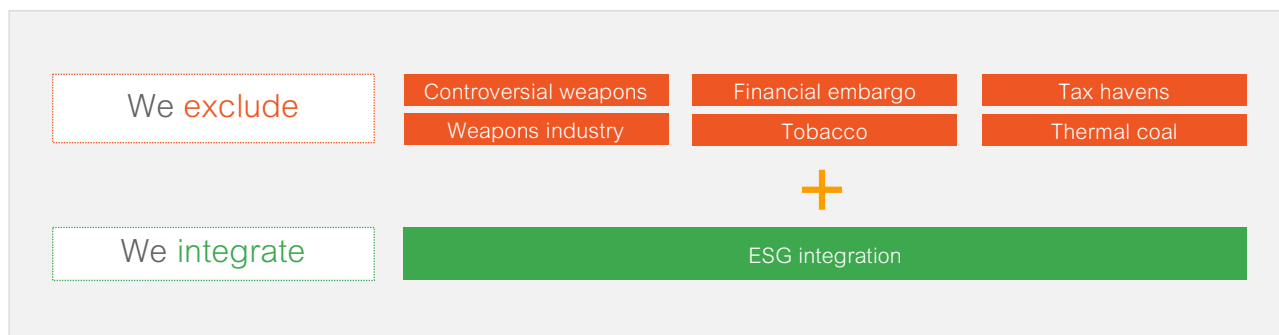 We exclude
Controversial weapons
Financial embargo
Tax havens
Weapons industry
Tobacco
Thermal coal
+
We integrate
ESG integration